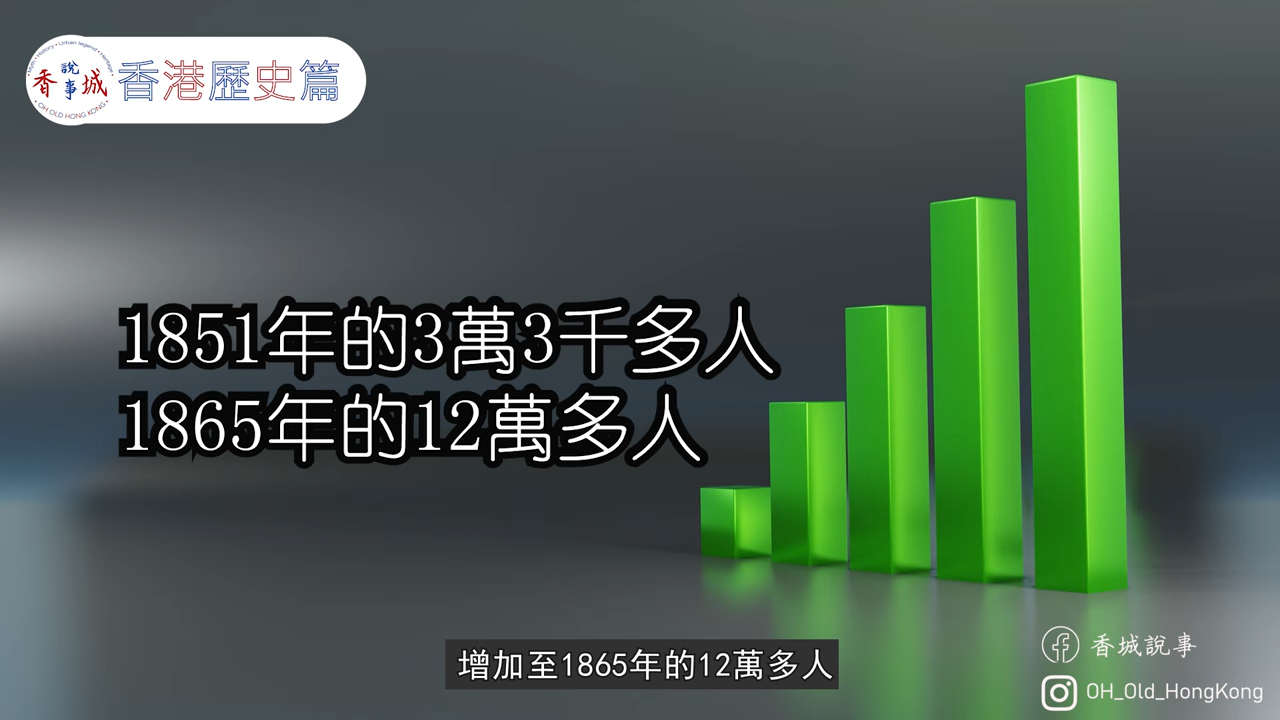 說
香 城
事
• OH OLD HONG KONG •
香港歷史篇
1851年的3萬3千多人
1865年的12萬多人
增加至1865年的12萬多人
香城說事
OH_Old_HongKong